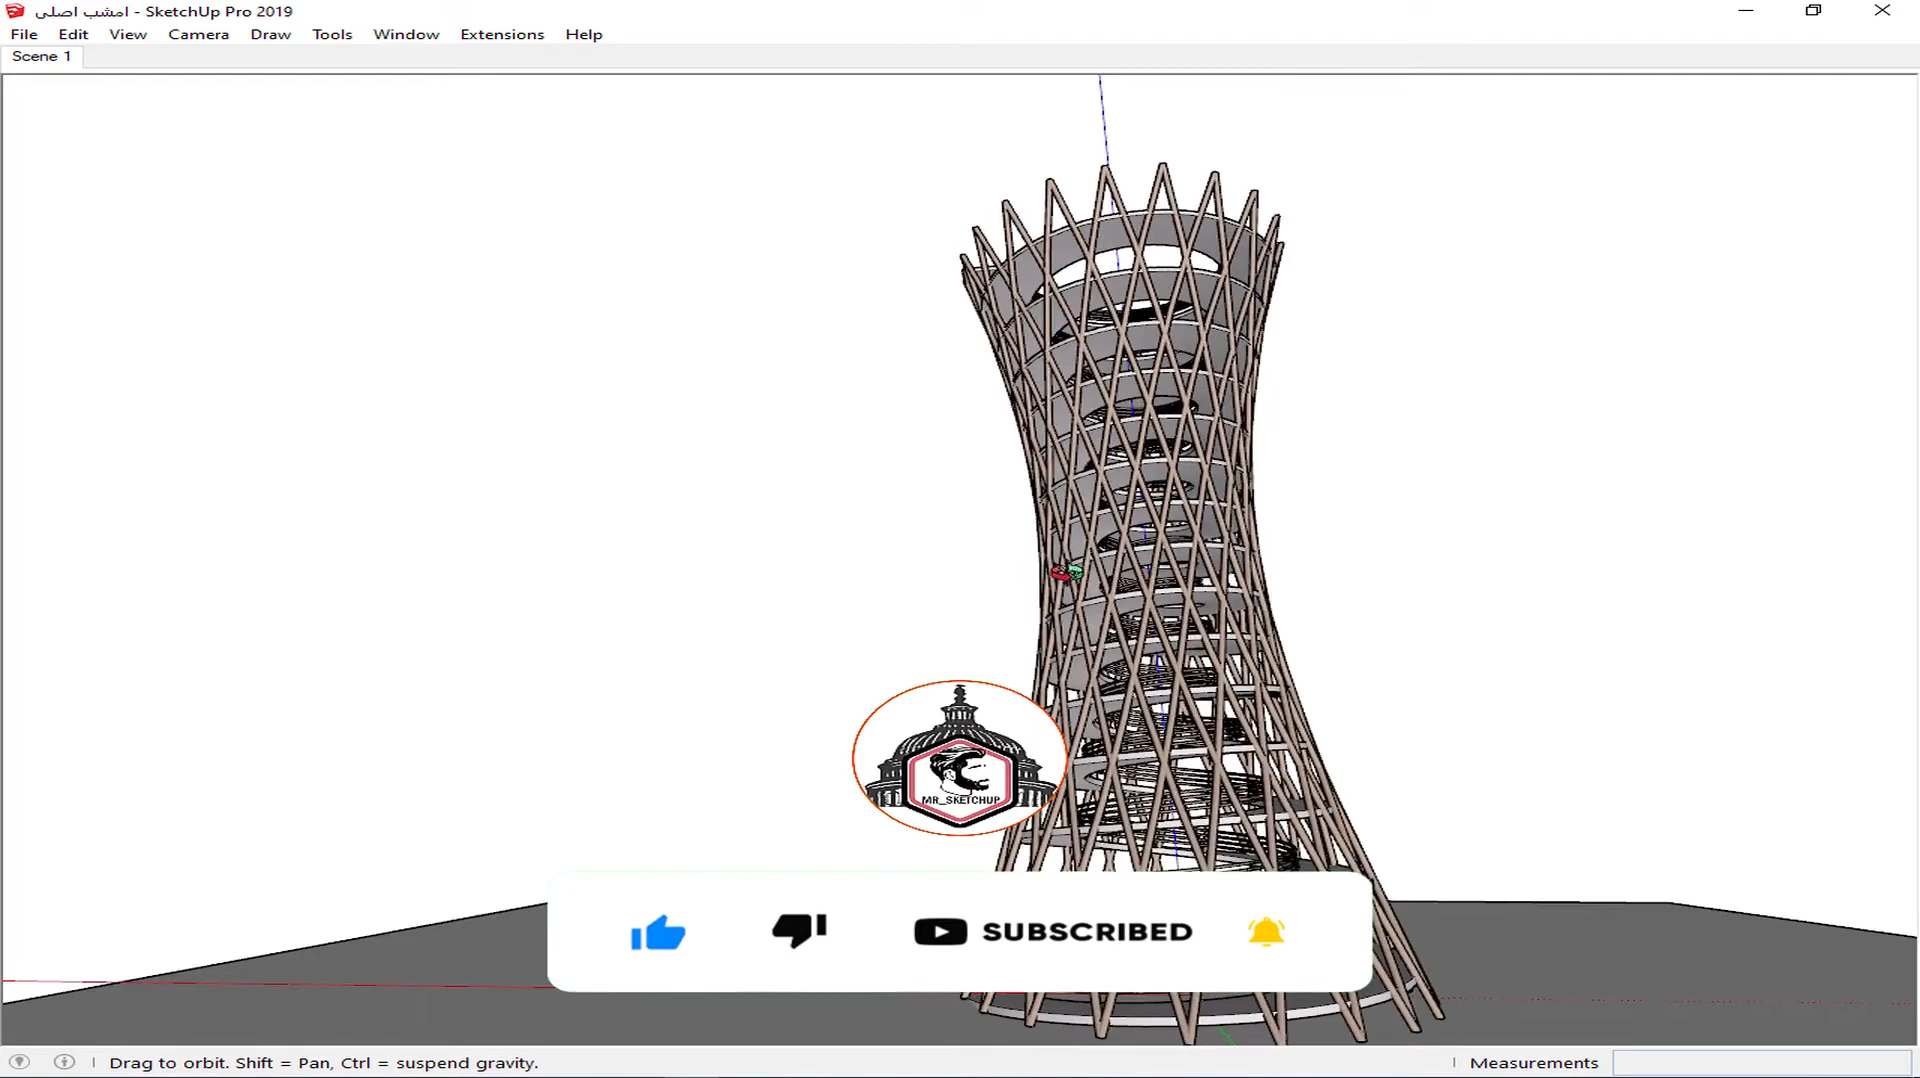 امشب اصلی - SketchUp Pro 2019
File Edit View Camera Draw Tools Window Extensions Help
Scene 1
MR_SKETCHUP
SUBSCRIBED
Drag to orbit. Shift = Pan, Ctrl = suspend gravity.
Measurements